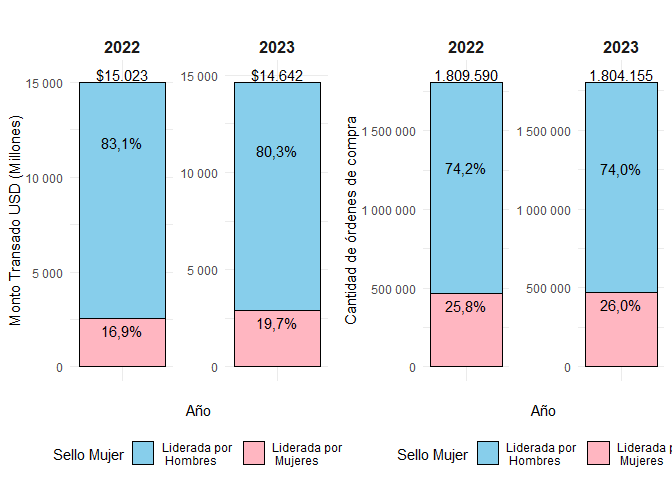 2022
2023
2022
2023
$15.023
$14.642
1.809.590
1.804.155
Monto Transado USD (Millones)
15 000
10 000
5 000
0
83,1%
16,9%
15 000
10 000
5 000
0
80,3%
19,7%
Cantidad de órdenes de compra
1 500 000
1 000 000
500 000
0
74,2%
25,8%
1 500 000
1 000 000
500 000
0
74,0%
26,0%
Año
Año
Sello Mujer
Liderada por
Hombres
Liderada por
Mujeres
Sello Mujer
Liderada por
Hombres
Liderada po
Mujeres